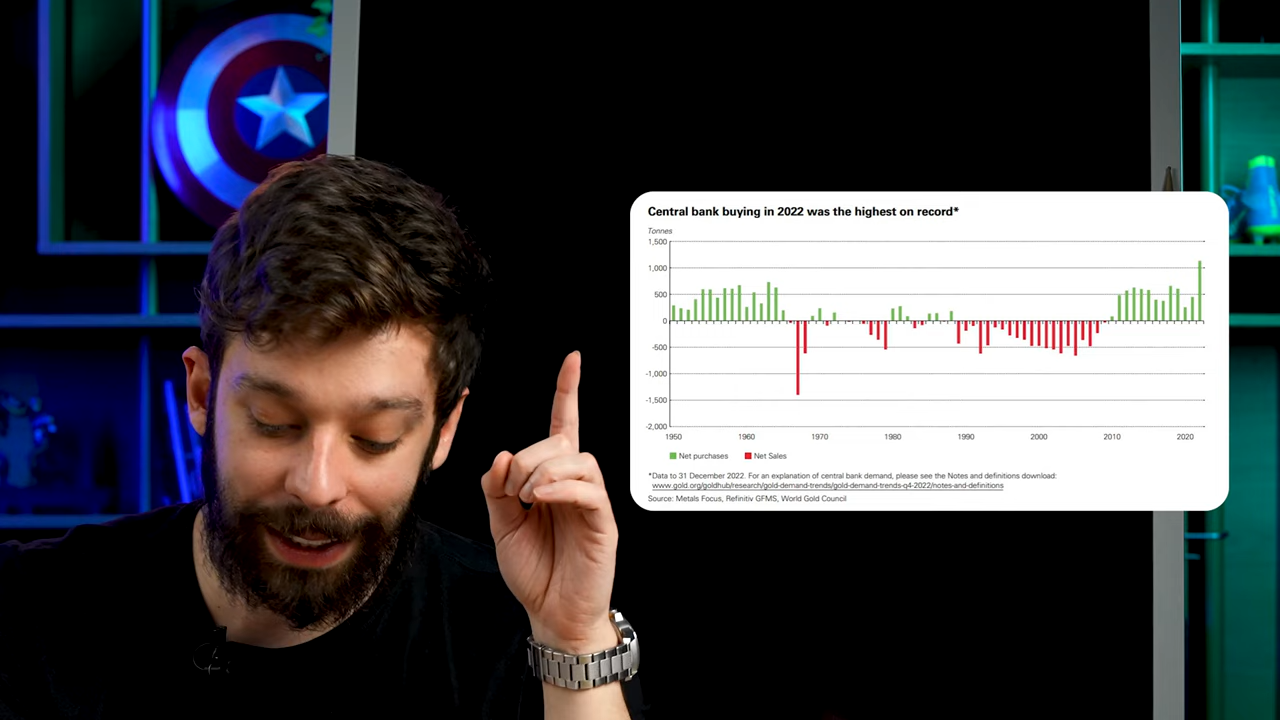 Central bank buying in 2022 was the highest on record*
Tonnes
1,500
1,000
500
0
-500
-1,000
-1,500
-2,000
1950 1960 1970 1980 1990 2000 2010 2020
Net purchases Net Sales
*Data to 31 December 2022. For an explanation of central bank demand, please see the Notes and definitions download:
www.gold.org/goldhub/research/gold-demand-trends/gold-demand-trends-q4-2022/notes-and-definitions
Source: Metals Focus, Refinitiv GFMS, World Gold Council